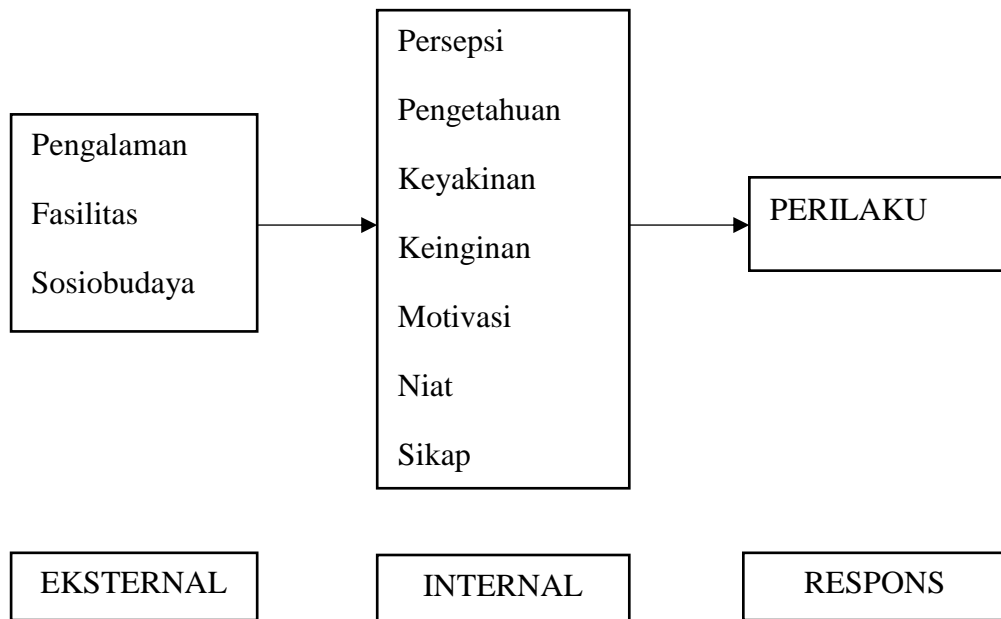 Pengalaman
Fasilitas
Sosiobudaya
Persepsi
Pengetahuan
Keyakinan
Keinginan
Motivasi
Niat
Sikap
PERILAKU
EKSTERNAL
INTERNAL
RESPONS